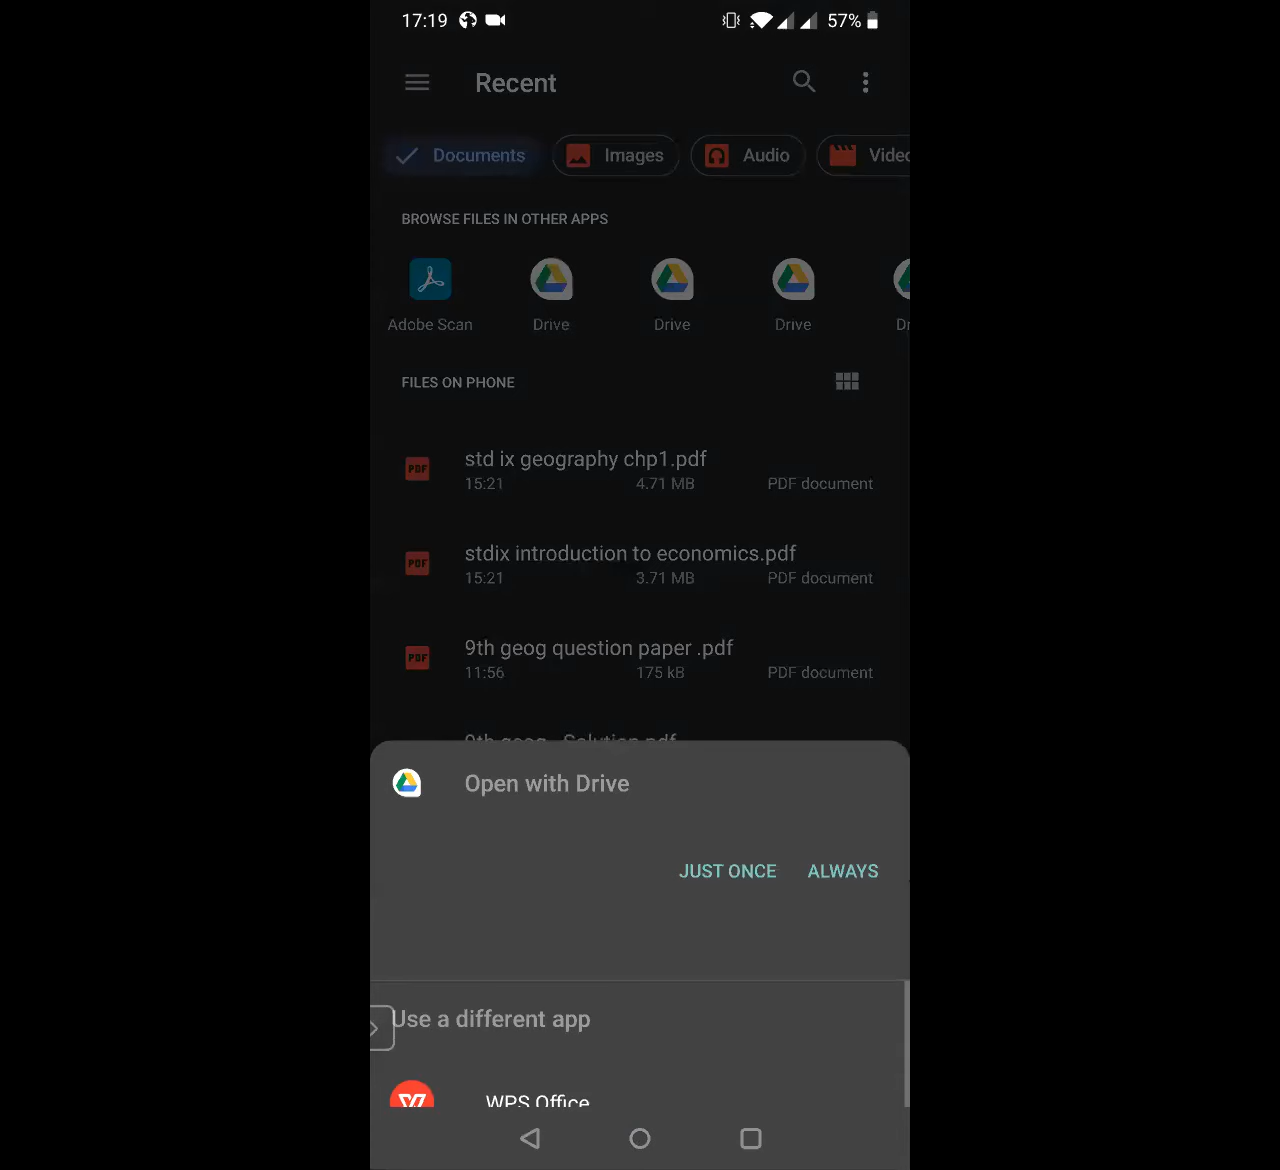 17:19 57%
Recent
Documents Images Audio
BROWSE FILES IN OTHER APPS
Adobe Scan Drive Drive Drive
FILES ON PHONE
std ix geography chp1.pdf
15:21 4.71 MB PDF document
stdix introduction to economics.pdf
15:21 3.71 MB PDF document
9th geog question paper .pdf
11:56 175 kB PDF document
9th geog Solution.pdf
Open with Drive
JUST ONCE ALWAYS
Use a different app
WPS Office